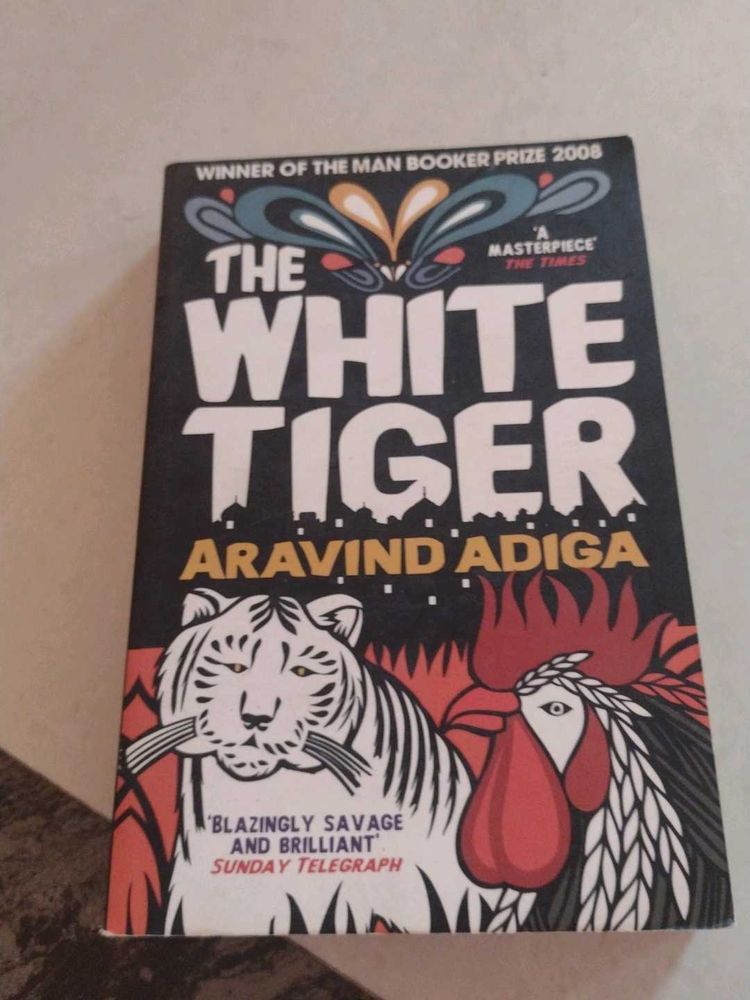 WINNER OF THE MAN BOOKER PRIZE 2008
'A
MASTERPIECE'
THE TIMES
THE
WHITE
TIGER
ARAVIND ADIGA
'BLAZINGLY SAVAGE
AND BRILLIANT'
SUNDAY TELEGRAPH